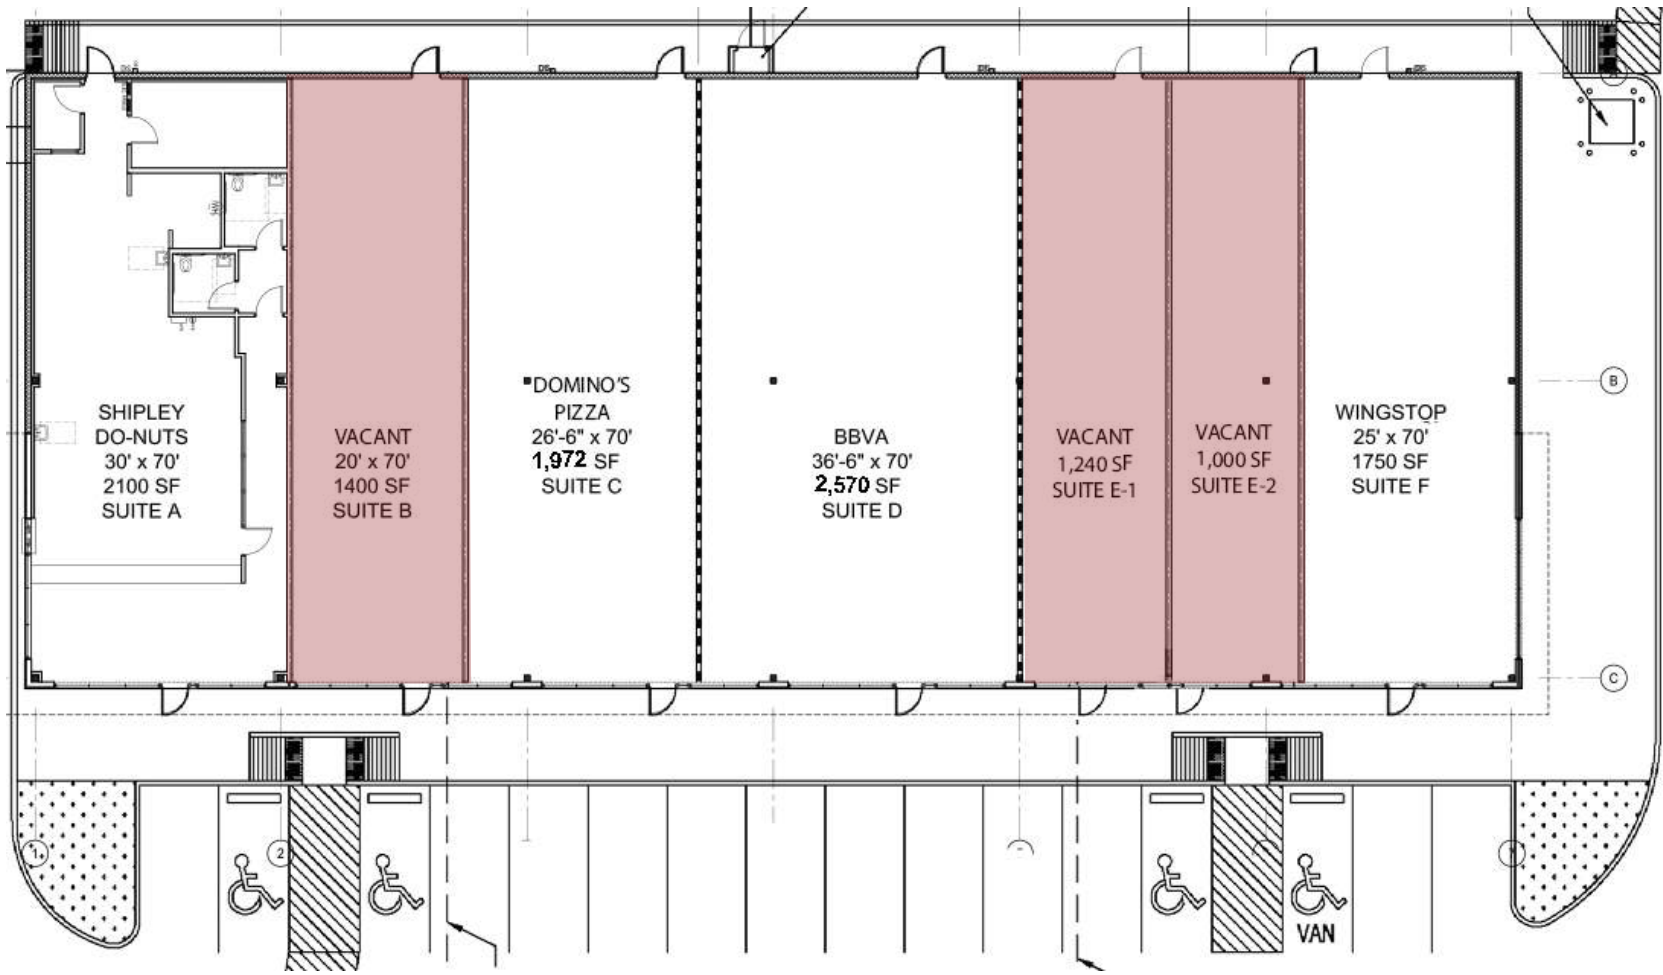 SHIPLEY
DO-NUTS
30' x 70'
2100 SF
SUITE A
VACANT
20' x 70'
1400 SF
SUITE B
DOMINO'S
PIZZA
26'-6" x 70'
1,972 SF
SUITE C
BBVA
36'-6" x 70'
2,570 SF
SUITE D
VACANT
1,240 SF
SUITE E-1
VACANT
1,000 SF
SUITE E-2
WINGSTOP
25' x 70'
1750 SF
SUITE F
B
C
1
2
VAN